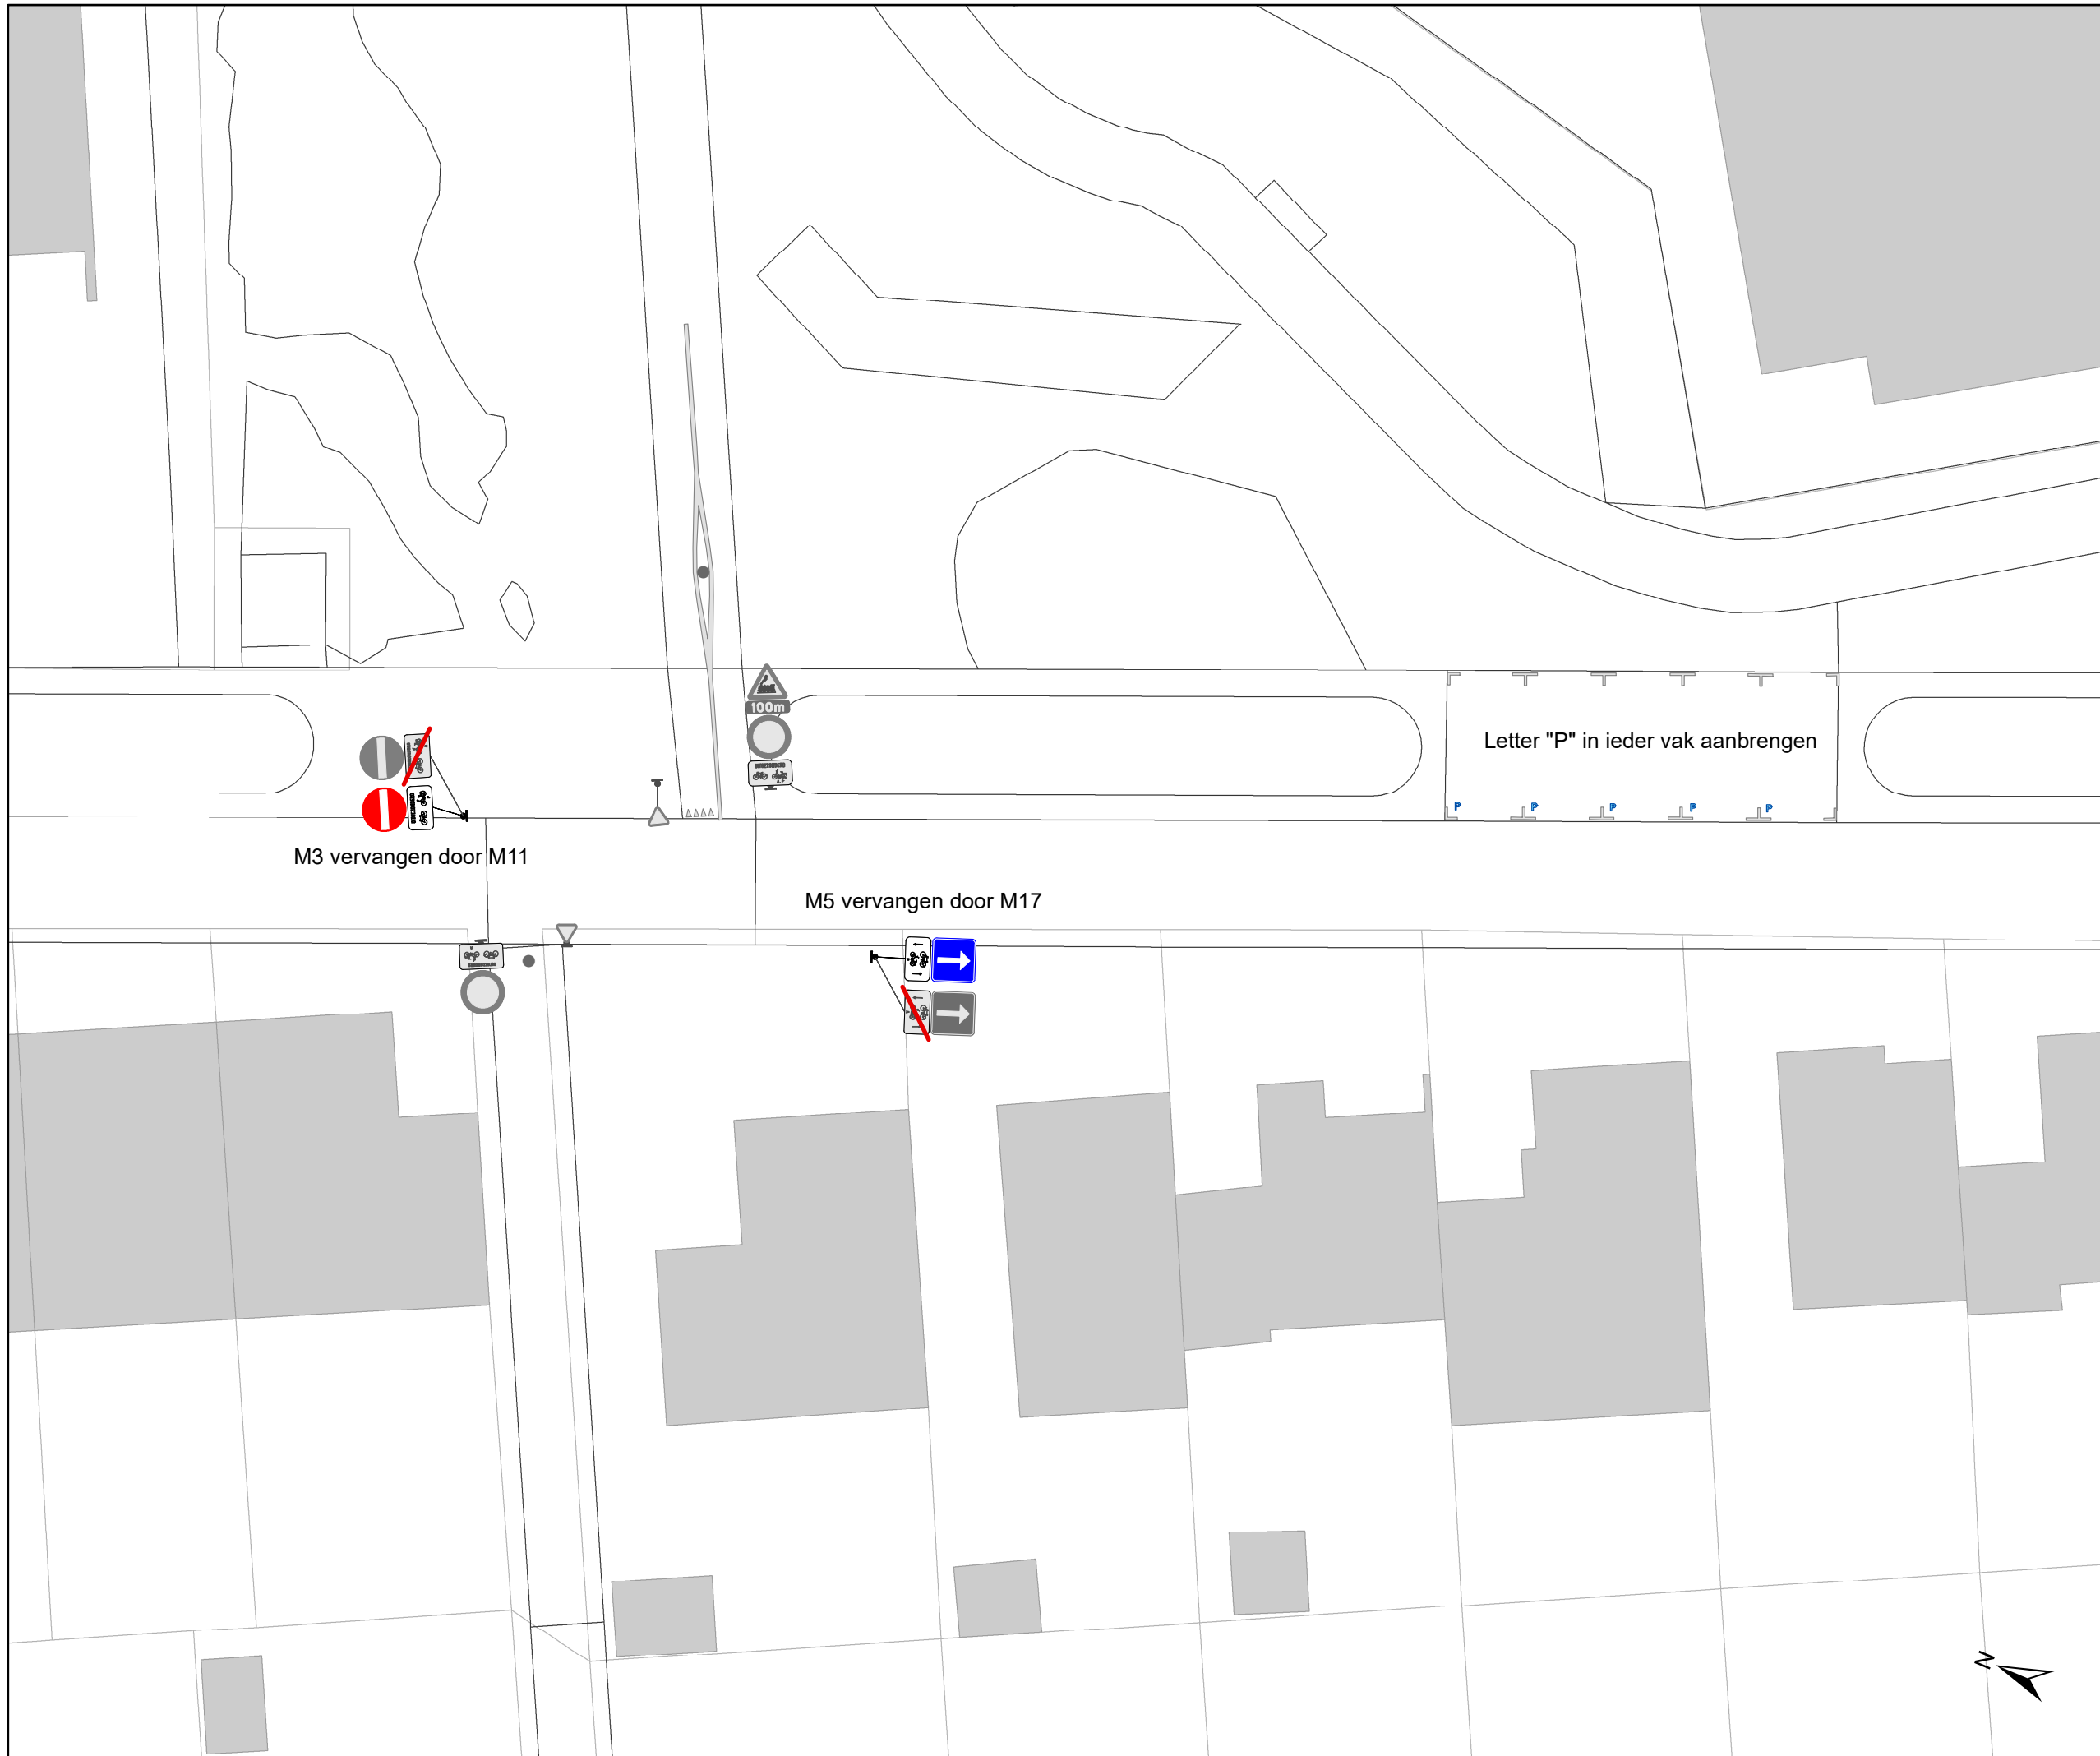 100m
Letter "P" in ieder vak aanbrengen
P P P P P
M3 vervangen door M11
M5 vervangen door M17
N